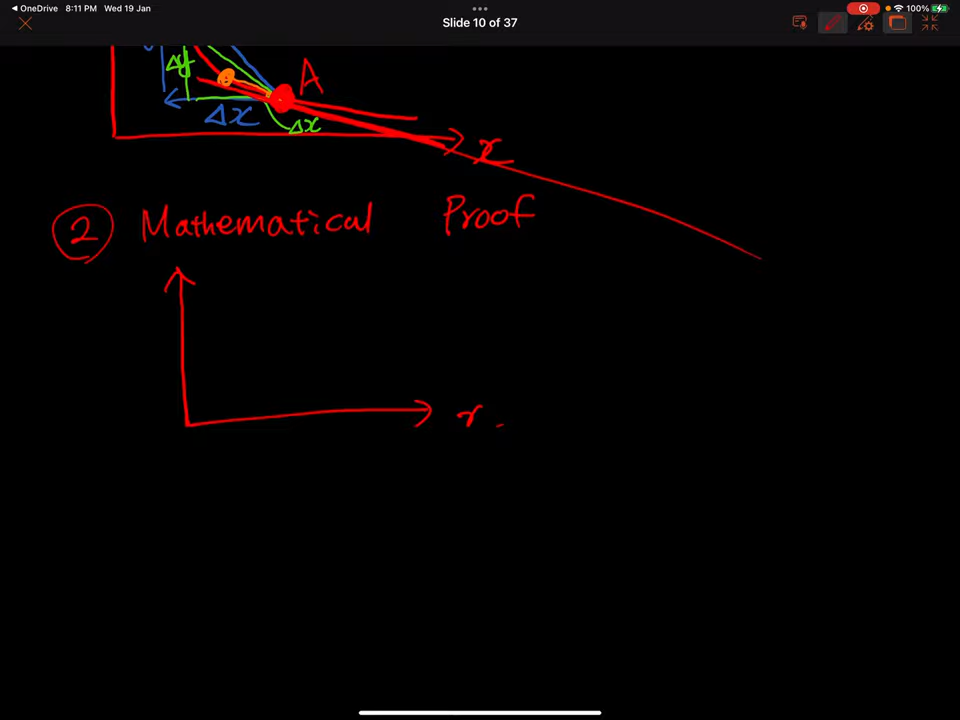 OneDrive 8:11 PM Wed 19 Jan 100%
Slide 10 of 37
Δy A
Δx Δx
x
2 Mathematical Proof
x